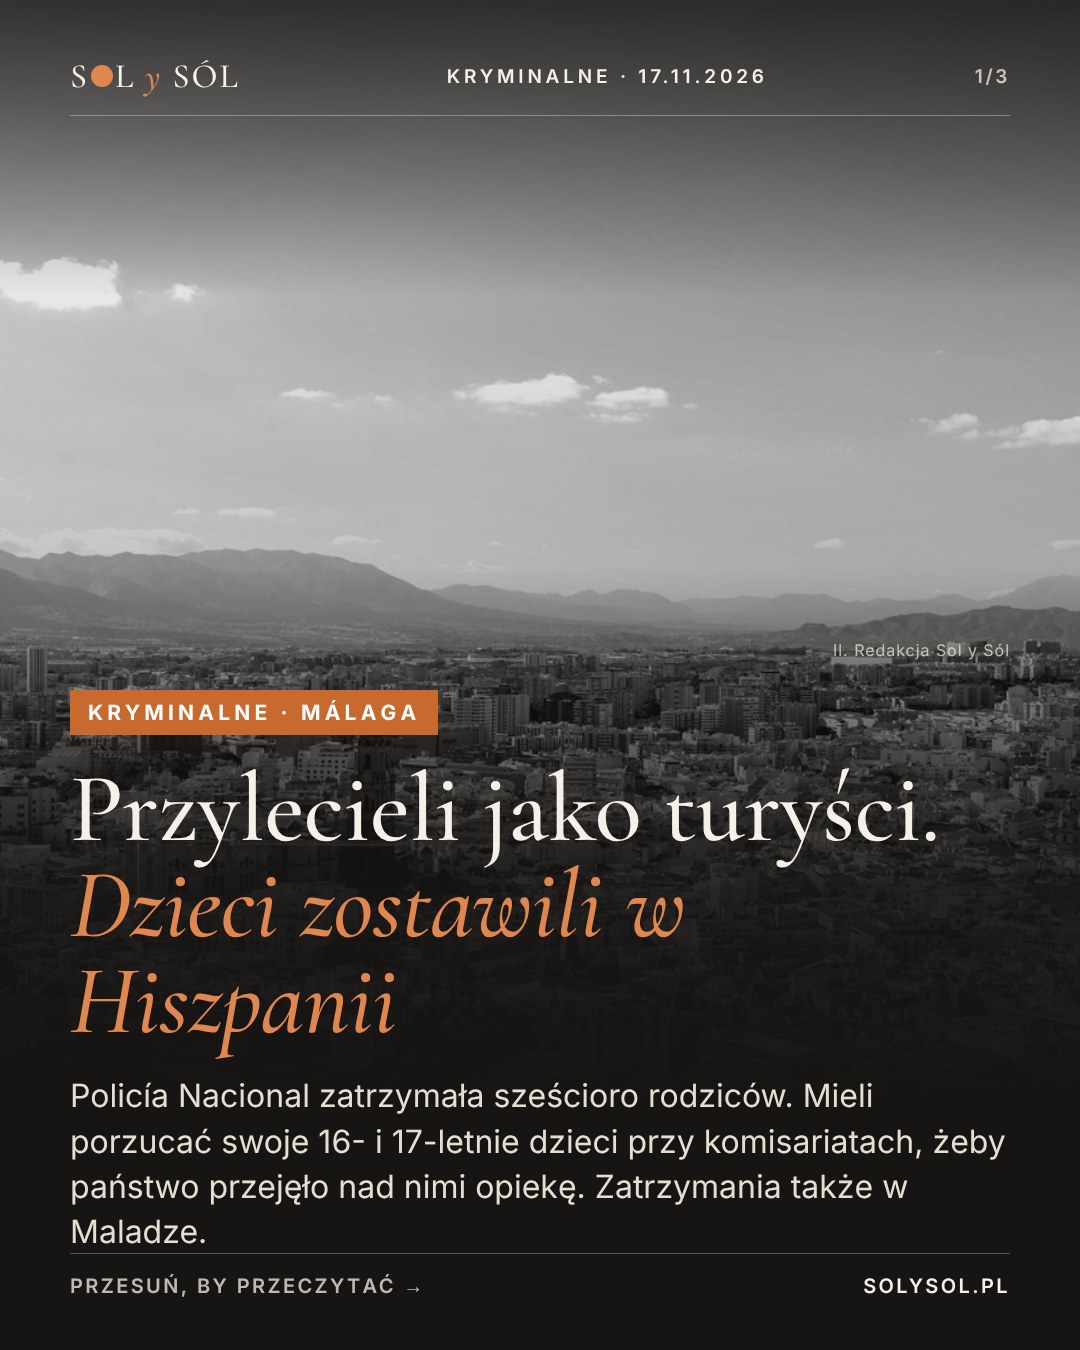 SOL y SÓL
KRYMINALNE · 17.11.2026
1/3
Il. Redakcja Sol y Sól
KRYMINALNE · MÁLAGA
Przylecieli jako turyści.
Dzieci zostawili w
Hiszpanii
Policía Nacional zatrzymała sześcioro rodziców. Mieli
porzucać swoje 16- i 17-letnie dzieci przy komisariatach, żeby
państwo przejęło nad nimi opiekę. Zatrzymania także w
Maladze.
PRZESUŃ, BY PRZECZYTAĆ →
SOLYSOL.PL